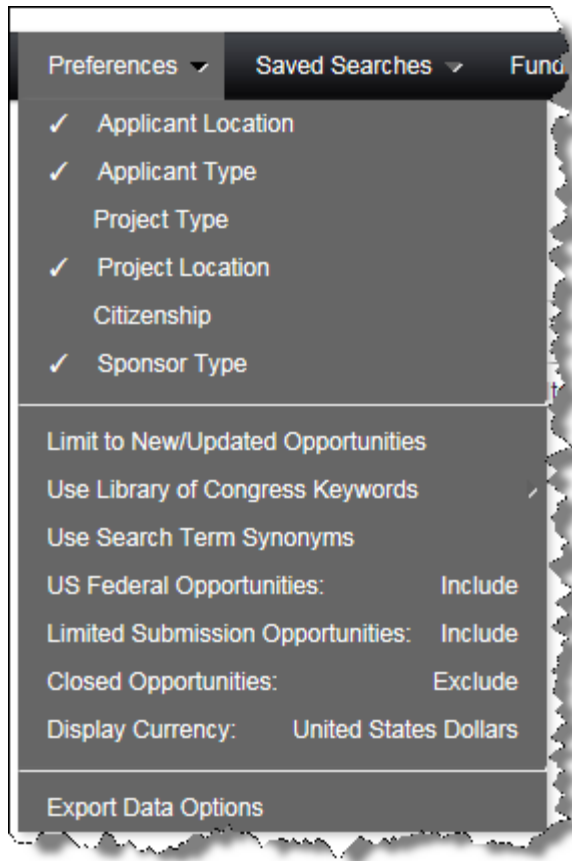 Preferences Saved Searches Fund
✓ Applicant Location
✓ Applicant Type
Project Type
✓ Project Location
Citizenship
✓ Sponsor Type
Limit to New/Updated Opportunities
Use Library of Congress Keywords
Use Search Term Synonyms
US Federal Opportunities: Include
Limited Submission Opportunities: Include
Closed Opportunities: Exclude
Display Currency: United States Dollars
Export Data Options